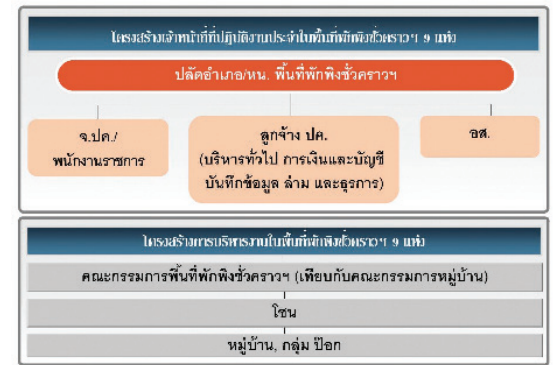 โครงสร้างเจ้าหน้าที่ที่ปฏิบัติงานประจำในพื้นที่พักพิงชั่วคราวฯ ๑ แห่ง
ปลัดอำเภอ/หน. พื้นที่พักพิงชั่วคราวฯ
จ.ปค./
พนักงานราชการ
ลูกจ้าง ปค.
(บริหารทั่วไป การเงินและบัญชี
บันทึกข้อมูล ล่าม และธุรการ)
อส.
โครงสร้างการบริหารงานในพื้นที่พักพิงชั่วคราวฯ ๑ แห่ง
คณะกรรมการพื้นที่พักพิงชั่วคราวฯ (เทียบกับคณะกรรมการหมู่บ้าน)
โซน
หมู่บ้าน, กลุ่ม ป๊อก